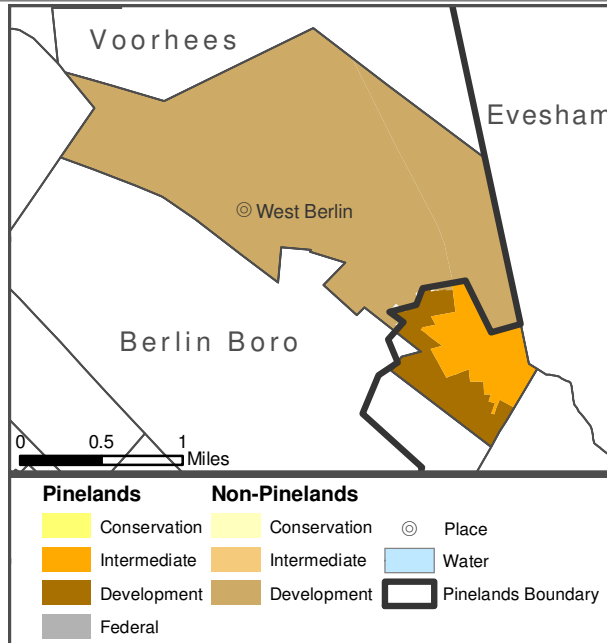 Voorhees
Evesham
West Berlin
Berlin Boro
0 0.5 1
Miles
Pinelands Non-Pinelands
Conservation Conservation Place
Intermediate Intermediate Water
Development Development Pinelands Boundary
Federal